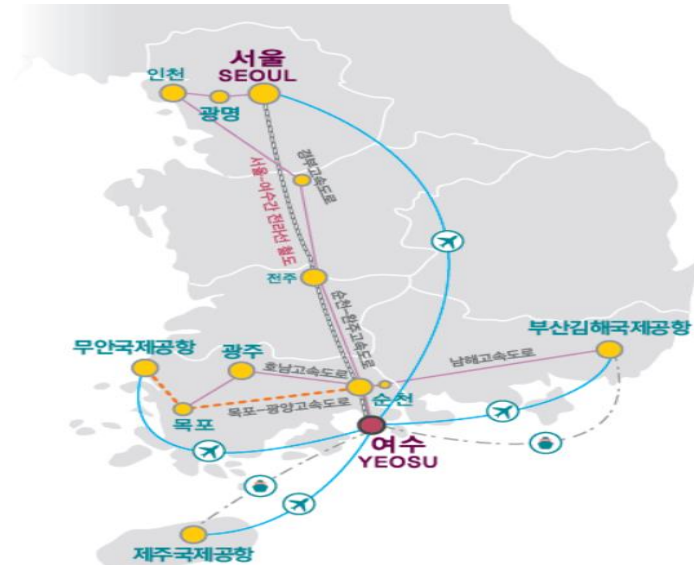 서울
SEOUL
인천
광명
경부고속도로
서울-여수간 전라선 철도
전주
순천-완주고속도로
부산김해국제공항
무안국제공항
광주
호남고속도로
남해고속도로
순천
목포
목포-광양고속도로
여수
YEOSU
제주국제공항